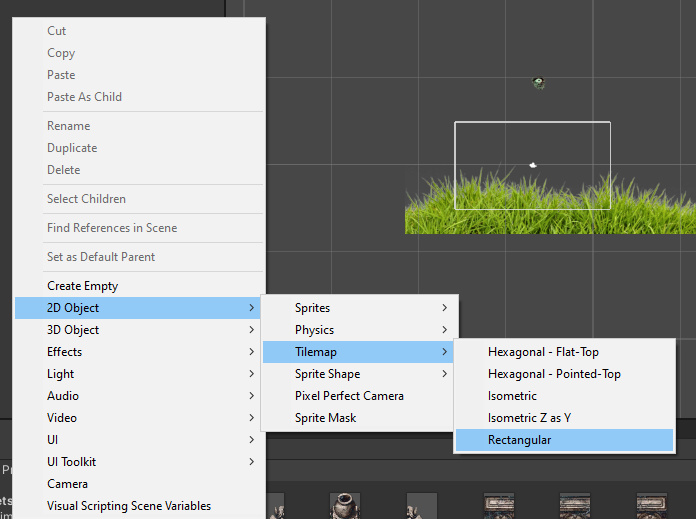 Cut
Copy
Paste
Paste As Child
Rename
Duplicate
Delete
Select Children
Find References in Scene
Set as Default Parent
Create Empty
2D Object
3D Object
Effects
Light
Audio
Video
UI
UI Toolkit
Camera
Visual Scripting Scene Variables
Sprites
Physics
Tilemap
Sprite Shape
Pixel Perfect Camera
Sprite Mask
Hexagonal - Flat-Top
Hexagonal - Pointed-Top
Isometric
Isometric Z as Y
Rectangular